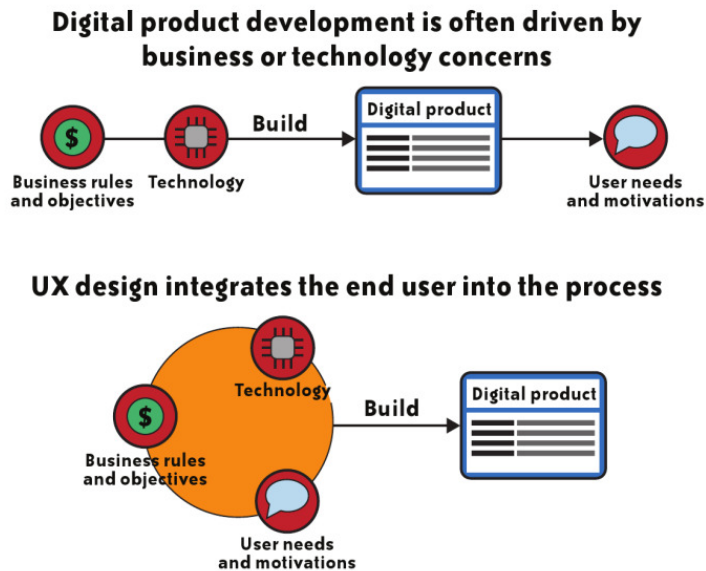 Digital product development is often driven by
business or technology concerns
$
Business rules
and objectives
Technology
Build
Digital product
User needs
and motivations
UX design integrates the end user into the process
Technology
$
Business rules
and objectives
Build
Digital product
User needs
and motivations